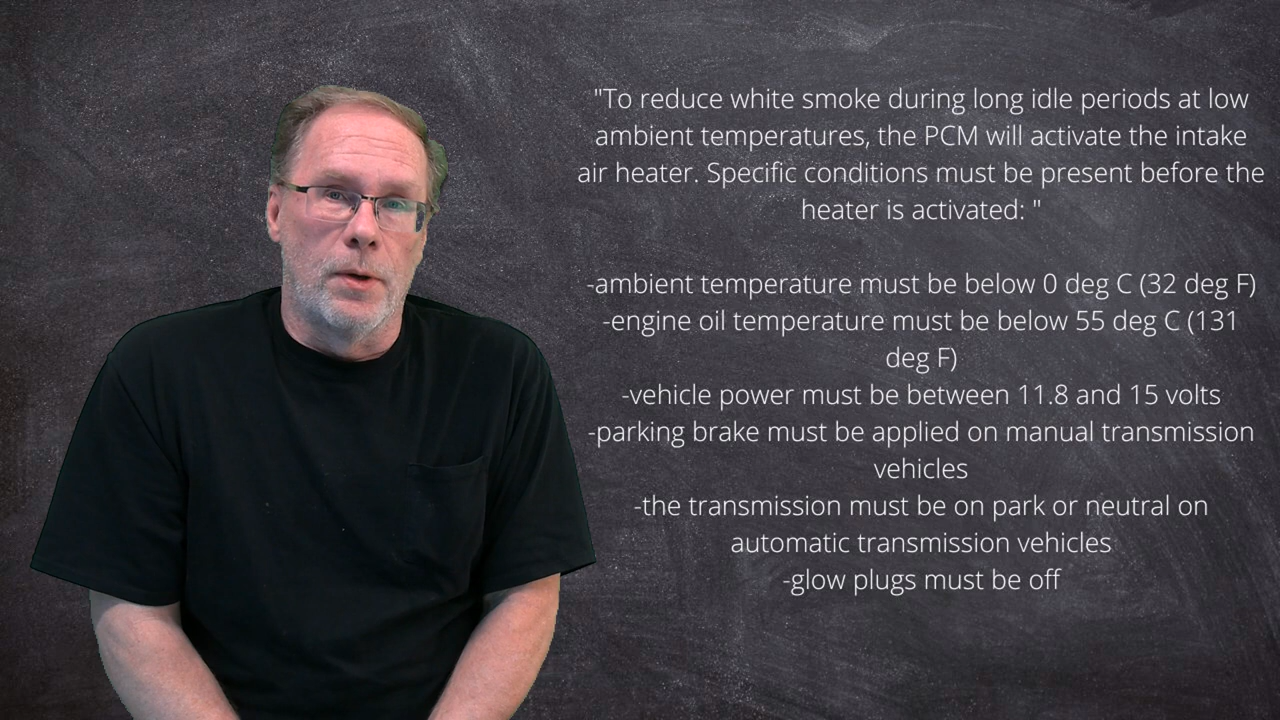 "To reduce white smoke during long idle periods at low
ambient temperatures, the PCM will activate the intake
air heater. Specific conditions must be present before the
heater is activated: "
-ambient temperature must be below 0 deg C (32 deg F)
-engine oil temperature must be below 55 deg C (131
deg F)
-vehicle power must be between 11.8 and 15 volts
-parking brake must be applied on manual transmission
vehicles
-the transmission must be on park or neutral on
automatic transmission vehicles
-glow plugs must be off